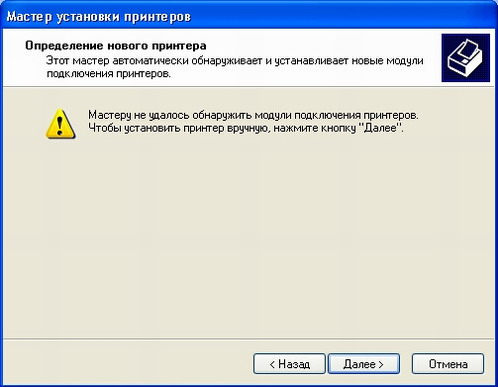 Мастер установки принтеров
Определение нового принтера
Этот мастер автоматически обнаруживает и устанавливает новые модули
подключения принтеров.
Мастеру не удалось обнаружить модули подключения принтеров.
Чтобы установить принтер вручную, нажмите кнопку "Далее".
< Назад
Далее >
Отмена